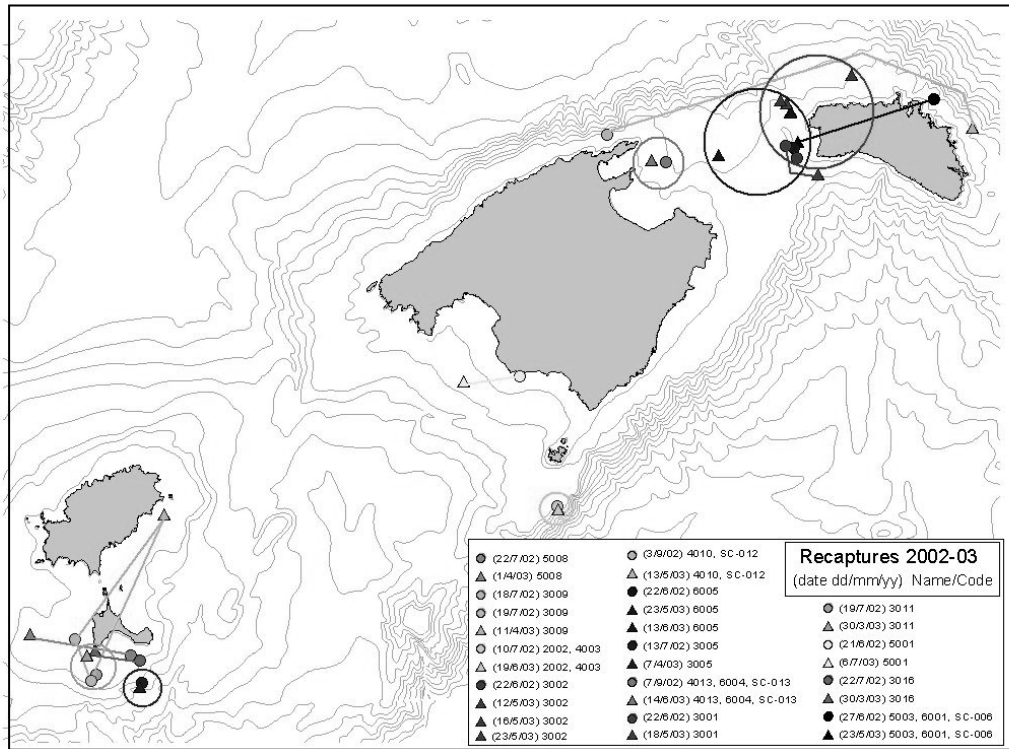 Recaptures 2002-03
(date dd/mm/yy) Name/Code
(22/7/02) 5008
(1/4/03) 5008
(18/7/02) 3009
(19/7/02) 3009
(11/4/03) 3009
(10/7/02) 2002, 4003
(19/6/03) 2002, 4003
(22/6/02) 3002
(12/5/03) 3002
(16/5/03) 3002
(23/5/03) 3002
(3/9/02) 4010, SC-012
(13/5/03) 4010, SC-012
(22/6/02) 6005
(23/5/03) 6005
(13/6/03) 6005
(13/7/02) 3005
(7/4/03) 3005
(7/9/02) 4013, 6004, SC-013
(14/6/03) 4013, 6004, SC-013
(22/6/02) 3001
(18/5/03) 3001
(19/7/02) 3011
(30/3/03) 3011
(21/6/02) 5001
(6/7/03) 5001
(22/7/02) 3016
(30/3/03) 3016
(27/6/02) 5003, 6001, SC-006
(23/5/03) 5003, 6001, SC-006